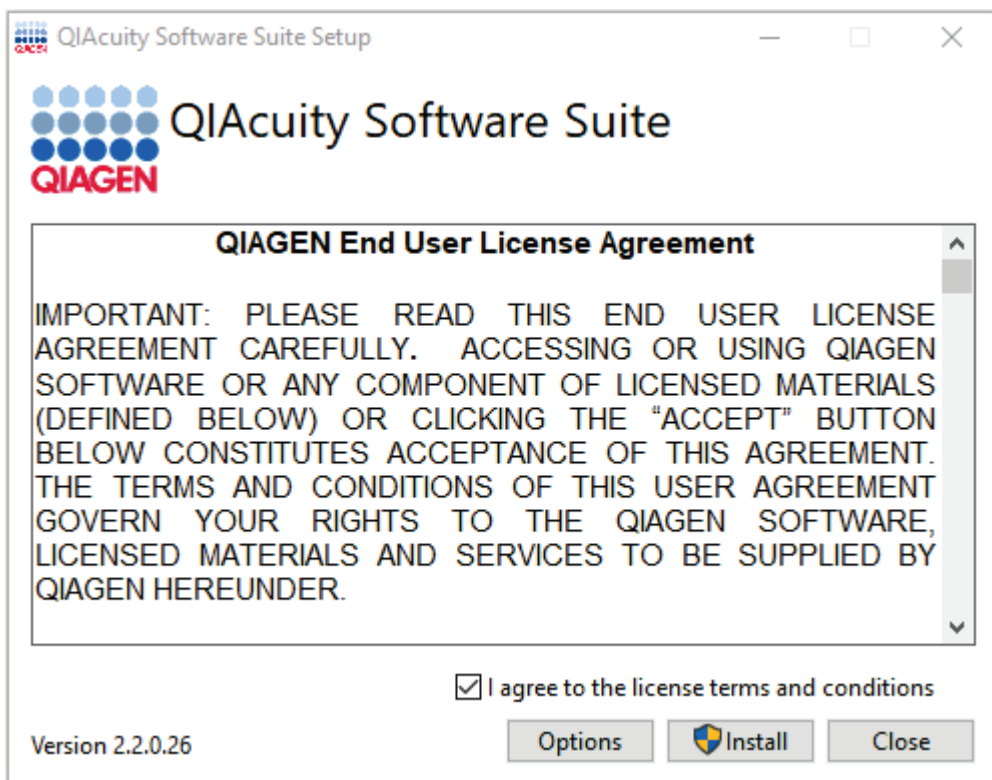 QIAcuity Software Suite Setup
QIAcuity Software Suite
QIAGEN
QIAGEN End User License Agreement
IMPORTANT: PLEASE READ THIS END USER LICENSE
AGREEMENT CAREFULLY. ACCESSING OR USING QIAGEN
SOFTWARE OR ANY COMPONENT OF LICENSED MATERIALS
(DEFINED BELOW) OR CLICKING THE “ACCEPT” BUTTON
BELOW CONSTITUTES ACCEPTANCE OF THIS AGREEMENT.
THE TERMS AND CONDITIONS OF THIS USER AGREEMENT
GOVERN YOUR RIGHTS TO THE QIAGEN SOFTWARE,
LICENSED MATERIALS AND SERVICES TO BE SUPPLIED BY
QIAGEN HEREUNDER.
I agree to the license terms and conditions
Version 2.2.0.26
Options
Install
Close